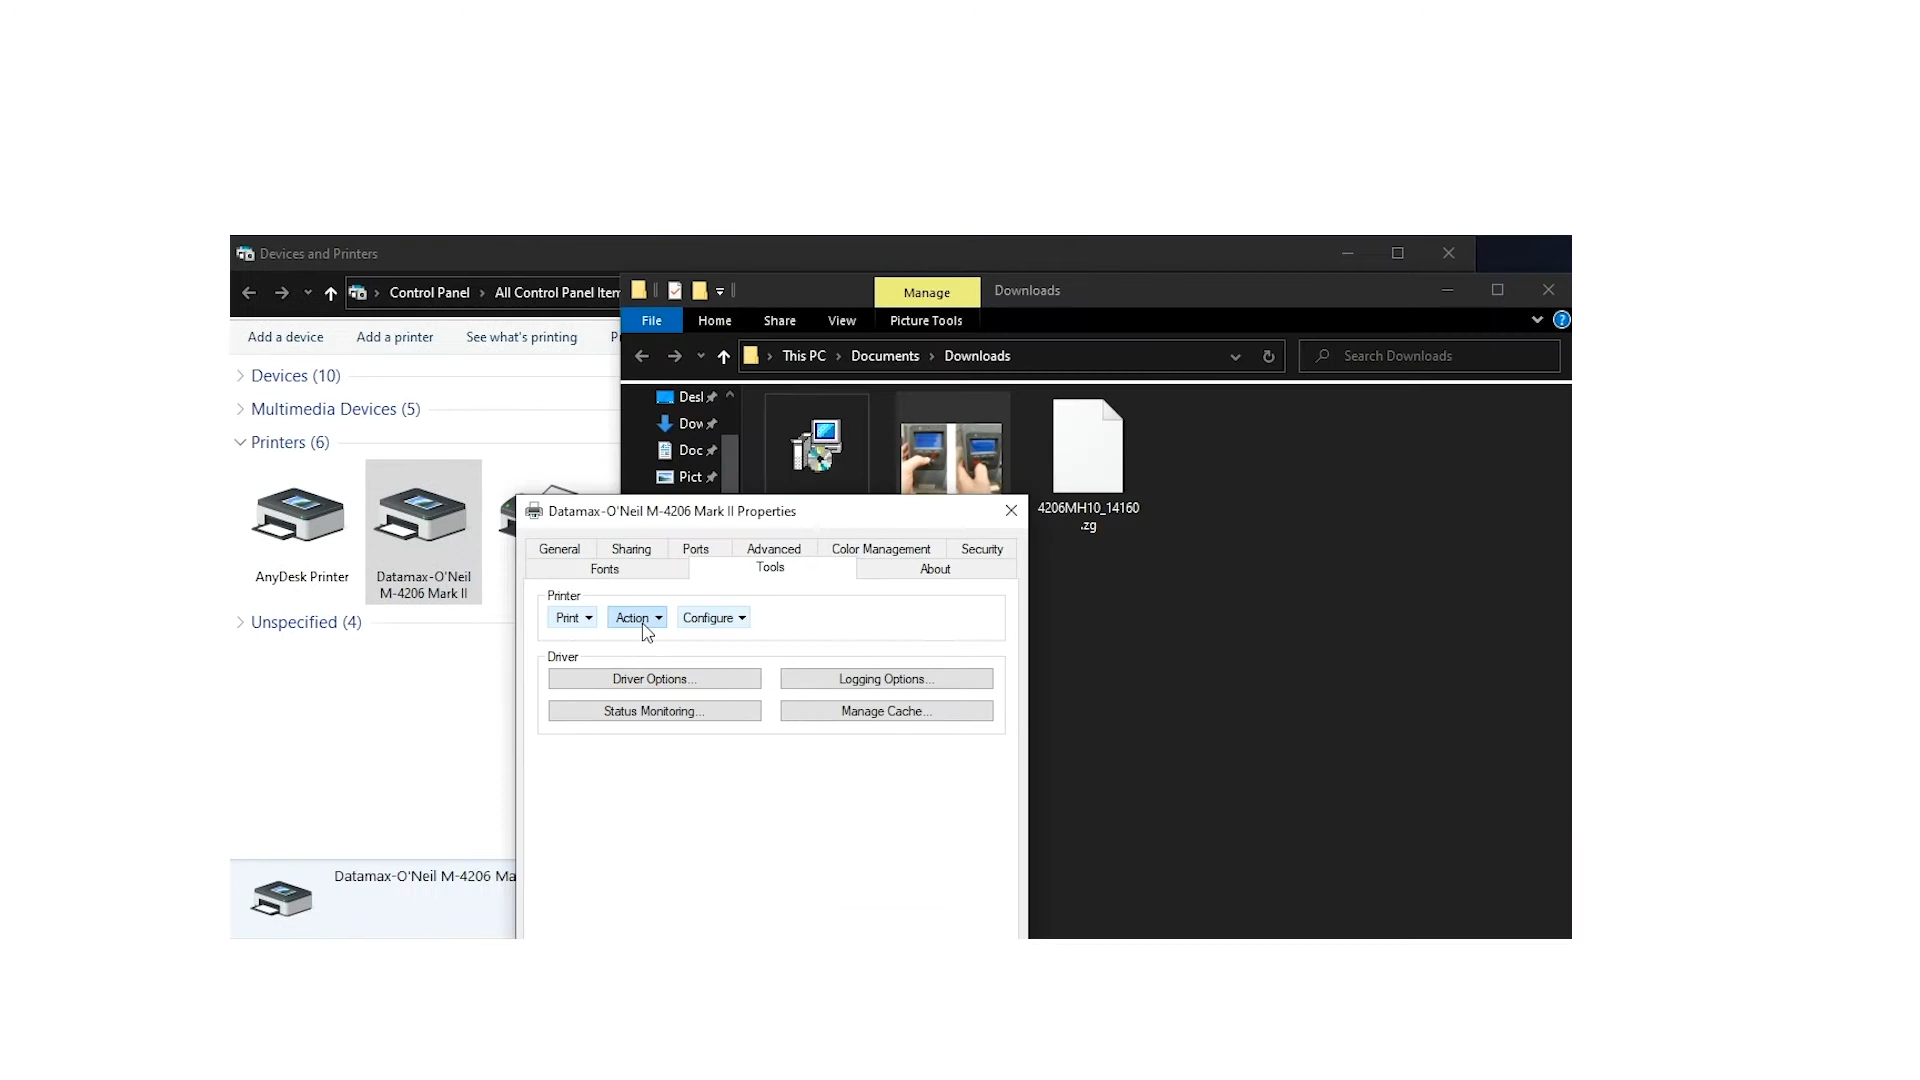 Devices and Printers
Control Panel
All Control Panel Item
Add a device
Add a printer
See what's printing
Devices (10)
Multimedia Devices (5)
Printers (6)
AnyDesk Printer
Datamax-O'Neil
M-4206 Mark II
Unspecified (4)
Datamax-O'Neil M-4206 Ma
Manage
Downloads
File
Home
Share
View
Picture Tools
This PC
Documents
Downloads
Search Downloads
Desl
Dow
Doc
Pict
4206MH10_14160
.zg
Datamax-O'Neil M-4206 Mark II Properties
General
Sharing
Ports
Advanced
Color Management
Security
Fonts
Tools
About
Printer
Print
Action
Configure
Driver
Driver Options...
Logging Options...
Status Monitoring...
Manage Cache...